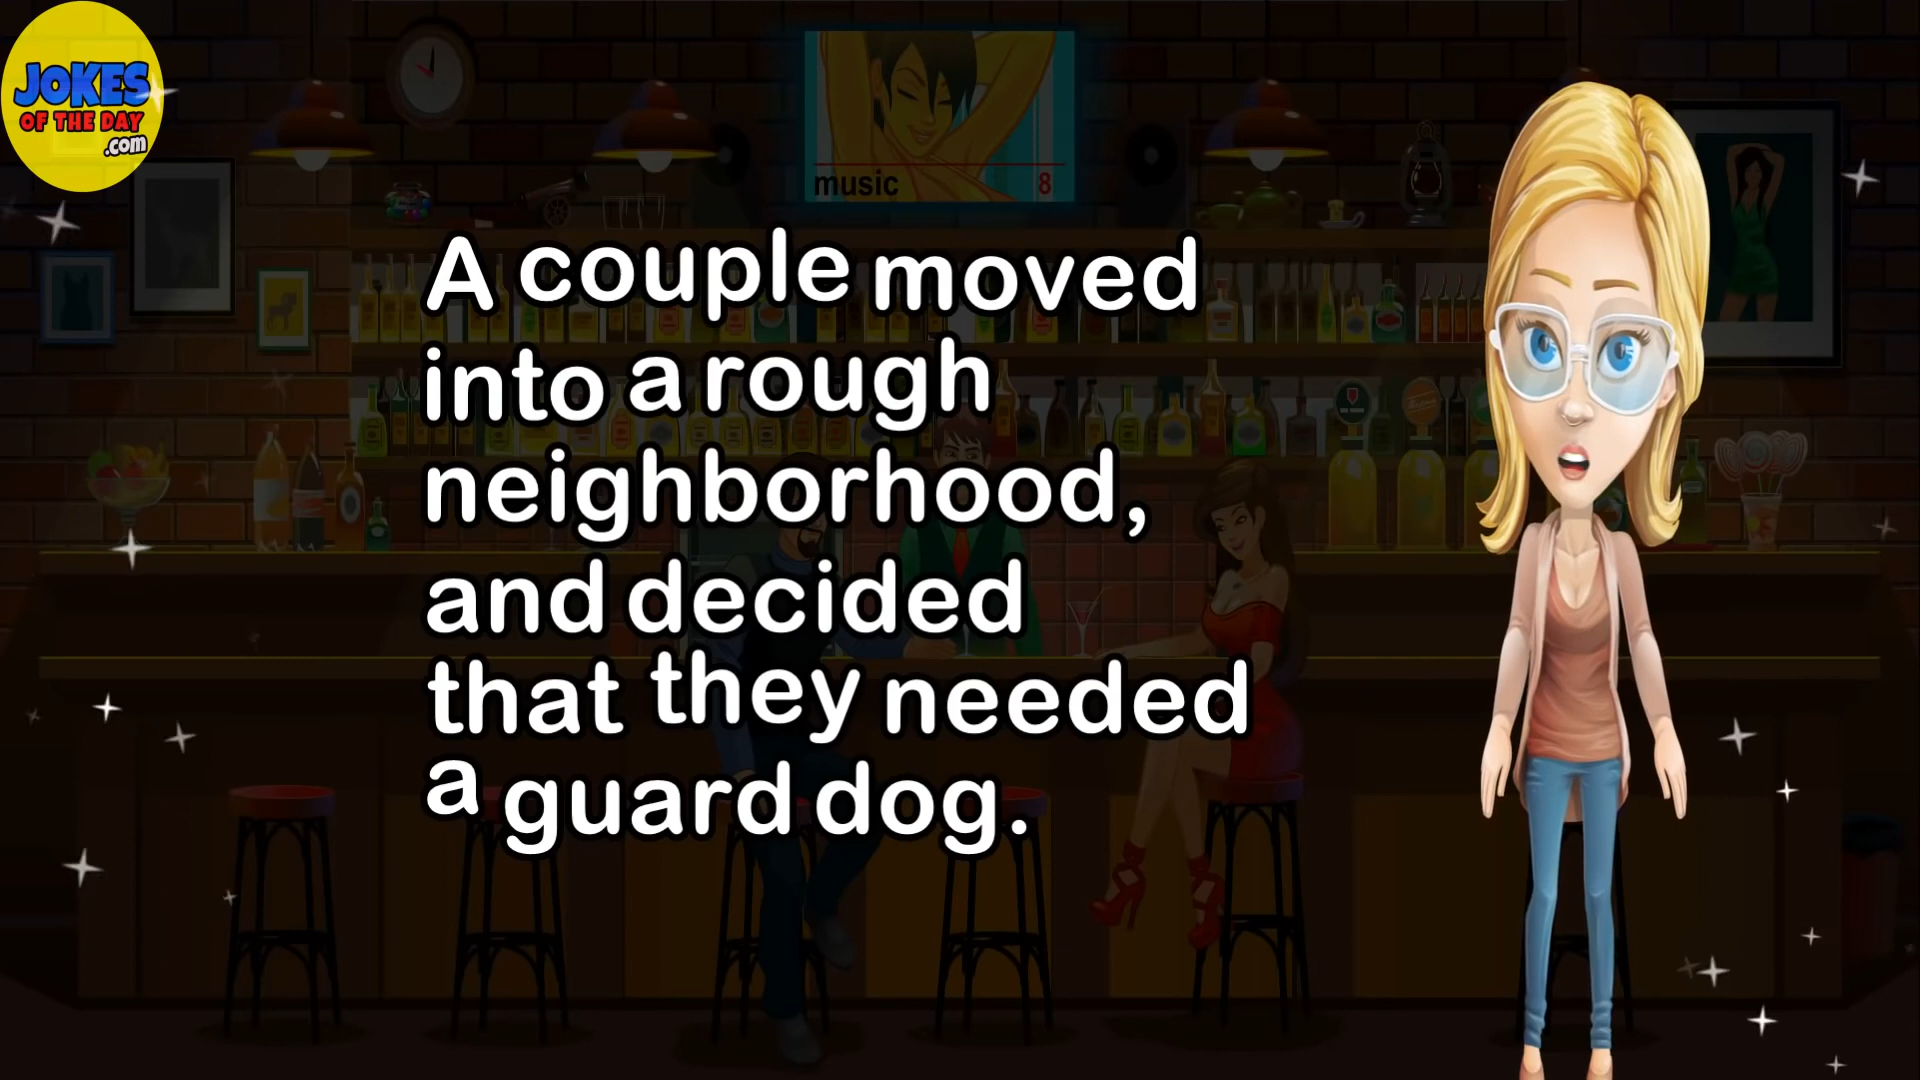 JOKES
OF THE DAY
.com
music 8
A couple moved
into a rough
neighborhood,
and decided
that they needed
a guard dog.